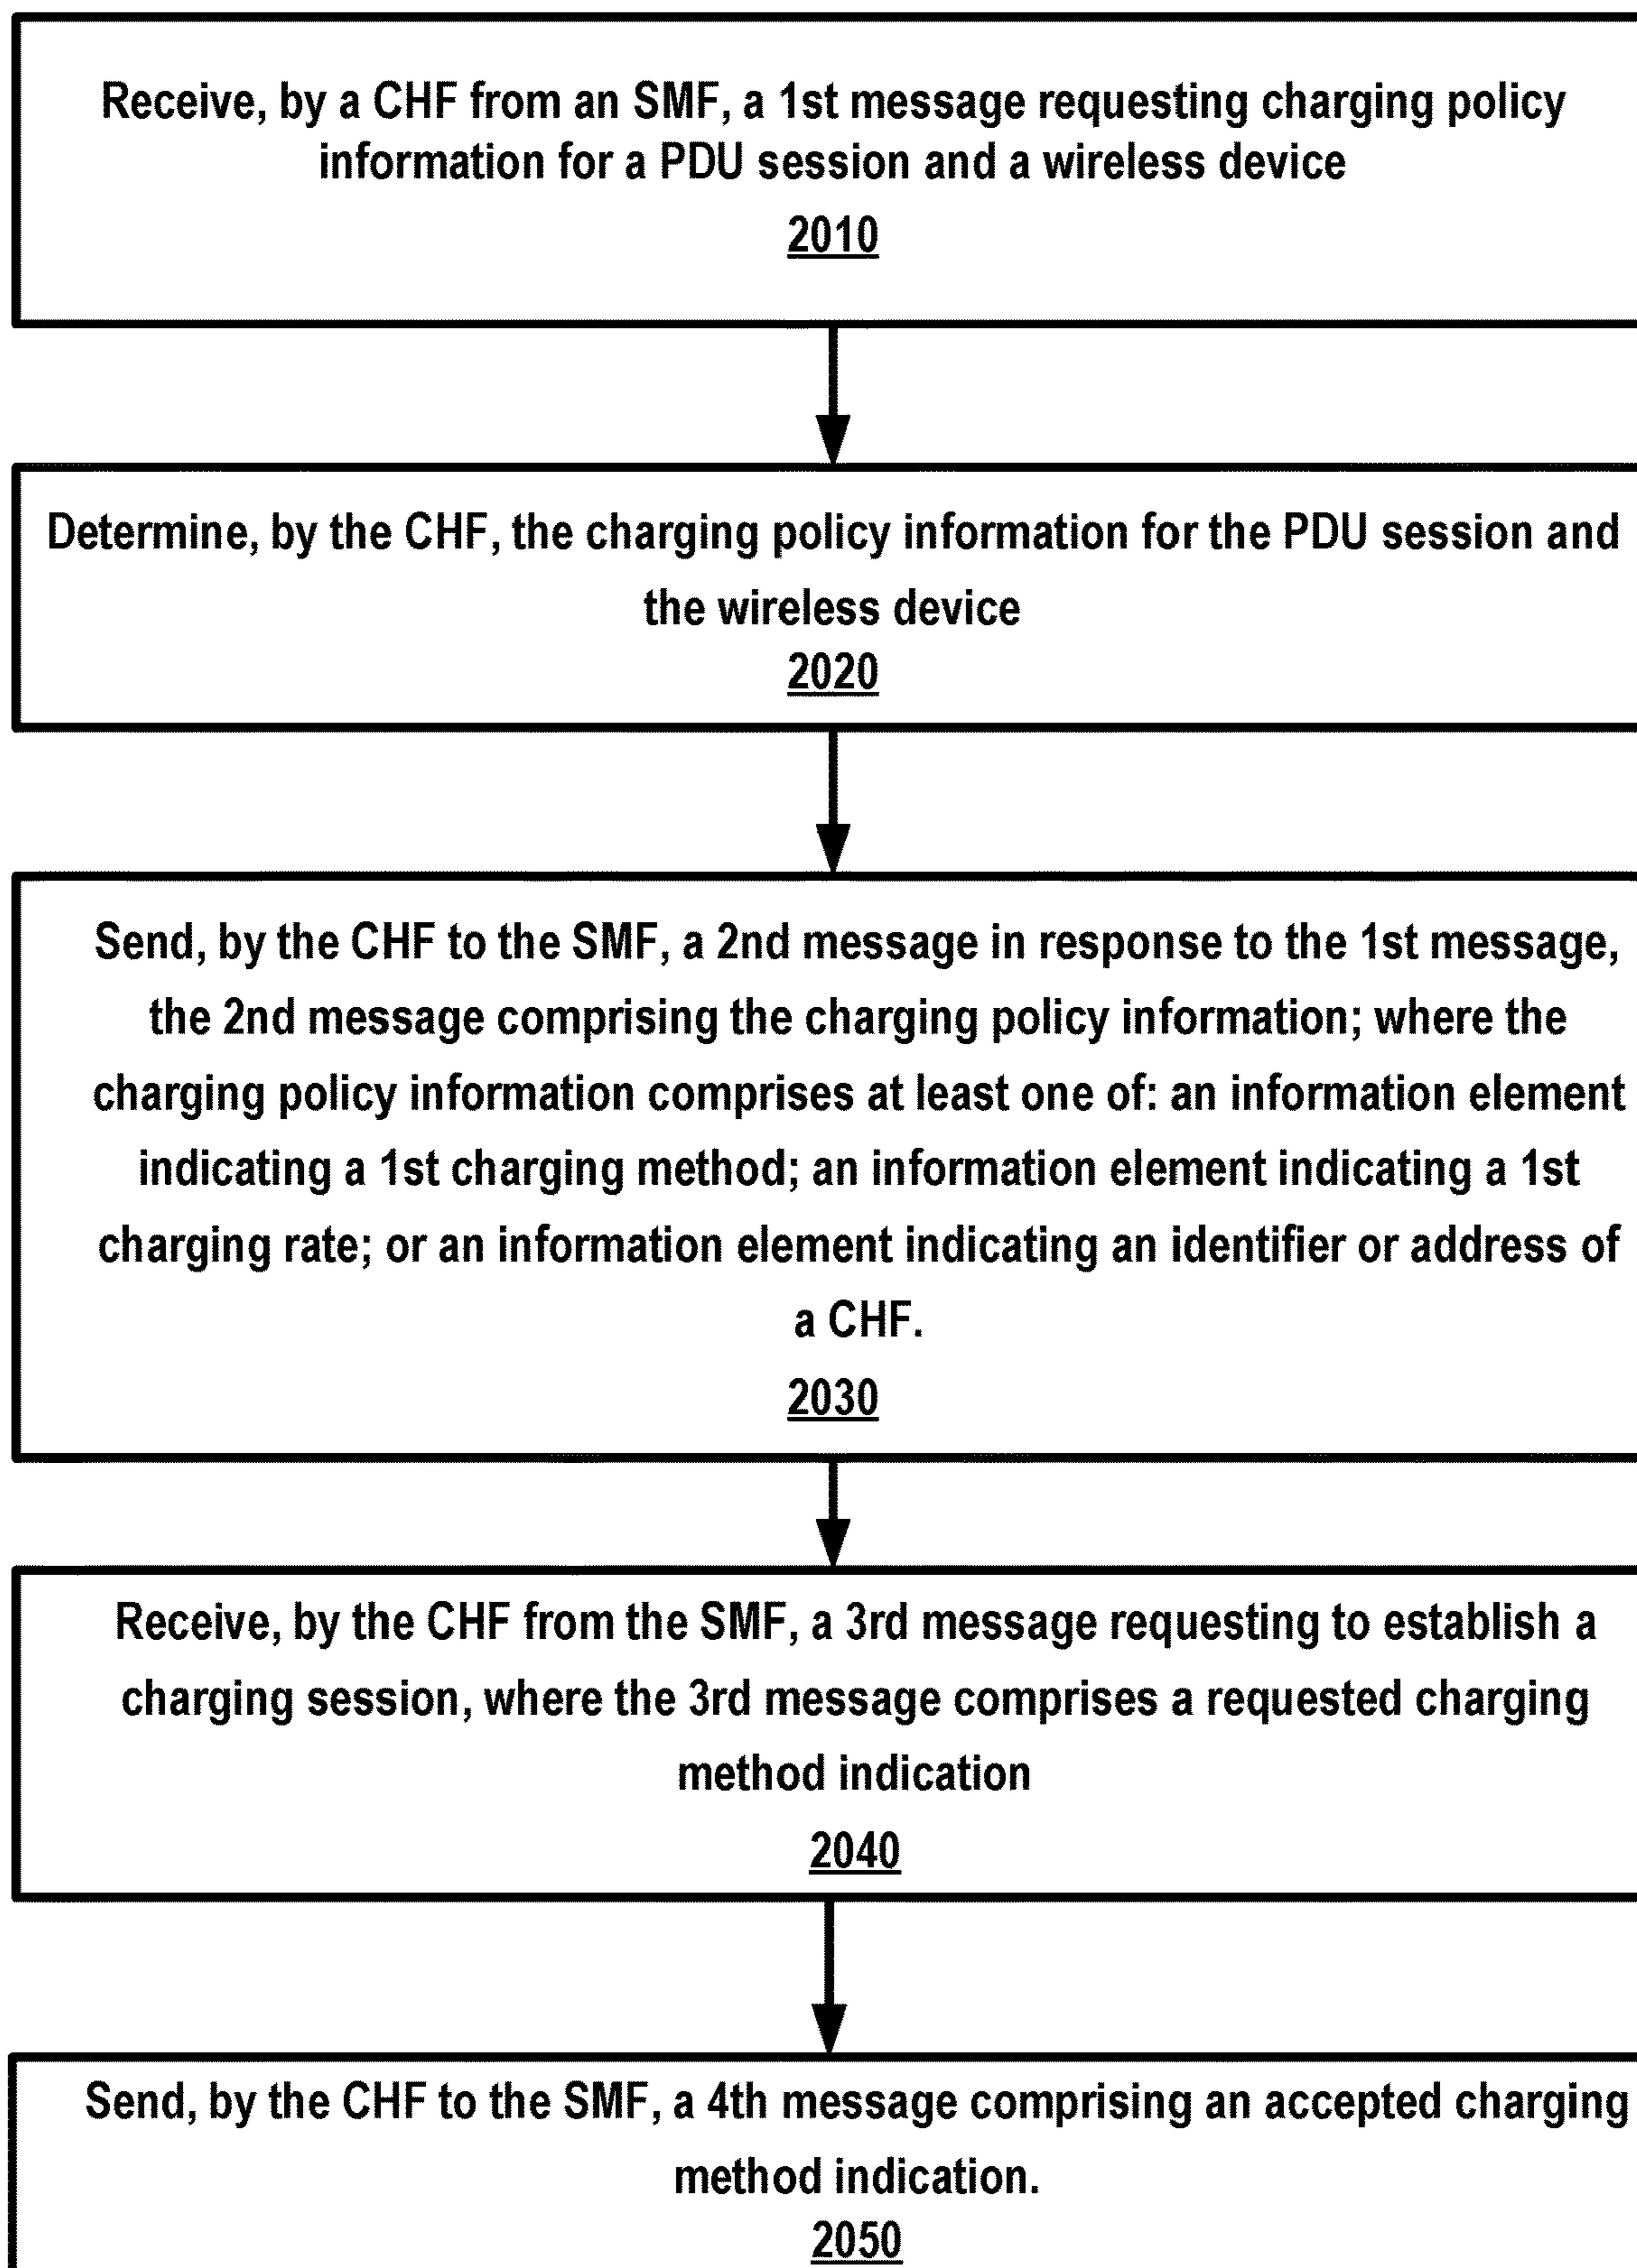 Receive, by a CHF from an SMF, a 1st message requesting charging policy
information for a PDU session and a wireless device
2010
Determine, by the CHF, the charging policy information for the PDU session and
the wireless device
2020
Send, by the CHF to the SMF, a 2nd message in response to the 1st message,
the 2nd message comprising the charging policy information; where the
charging policy information comprises at least one of: an information element
indicating a 1st charging method; an information element indicating a 1st
charging rate; or an information element indicating an identifier or address of
a CHF.
2030
Receive, by the CHF from the SMF, a 3rd message requesting to establish a
charging session, where the 3rd message comprises a requested charging
method indication
2040
Send, by the CHF to the SMF, a 4th message comprising an accepted charging
method indication.
2050